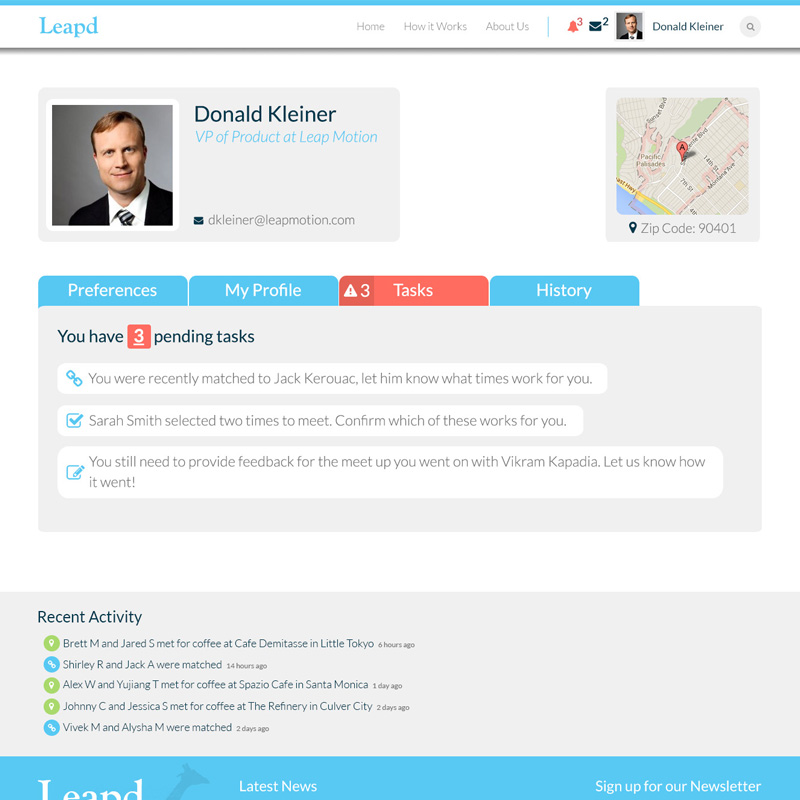 Leapd
Home How it Works About Us 3 2 Donald Kleiner
Donald Kleiner
VP of Product at Leap Motion
dkleiner@leapmotion.com
Pacific
Palisades
7th St
14th St
Montana Ave
A
Zip Code: 90401
Preferences My Profile 3 Tasks History
You have 3 pending tasks
You were recently matched to Jack Kerouac, let him know what times work for you.
Sarah Smith selected two times to meet. Confirm which of these works for you.
You still need to provide feedback for the meet up you went on with Vikram Kapadia. Let us know how
it went!
Recent Activity
Brett M and Jared S met for coffee at Cafe Demitasse in Little Tokyo 6 hours ago
Shirley R and Jack A were matched 14 hours ago
Alex W and Yujiang T met for coffee at Spazio Cafe in Santa Monica 1 day ago
Johnny C and Jessica S met for coffee at The Refinery in Culver City 2 days ago
Vivek M and Alysha M were matched 2 days ago
Leapd Latest News Sign up for our Newsletter